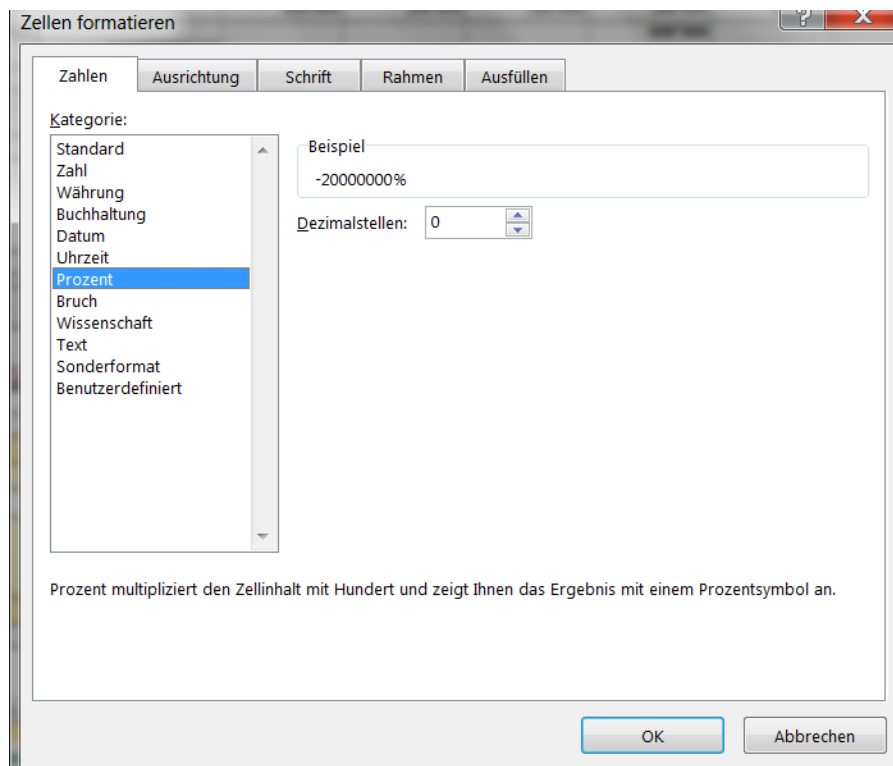 Zellen formatieren
Zahlen Ausrichtung Schrift Rahmen Ausfüllen
Kategorie:
Standard
Zahl
Währung
Buchhaltung
Datum
Uhrzeit
Prozent
Bruch
Wissenschaft
Text
Sonderformat
Benutzerdefiniert
Beispiel
-20000000%
Dezimalstellen: 0
Prozent multipliziert den Zellinhalt mit Hundert und zeigt Ihnen das Ergebnis mit einem Prozentsymbol an.
OK Abbrechen